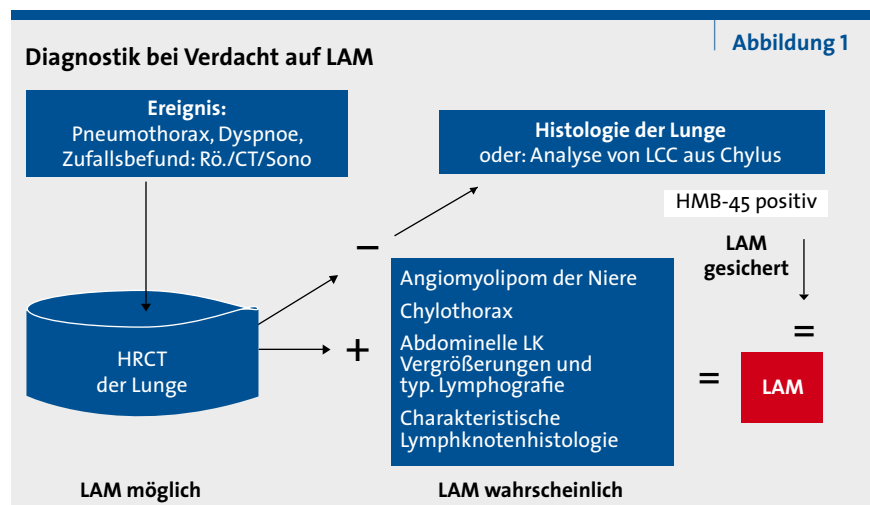 Abbildung 1
Diagnostik bei Verdacht auf LAM
Ereignis:
Pneumothorax, Dyspnoe,
Zufallsbefund: Rö./CT/Sono
Histologie der Lunge
oder: Analyse von LCC aus Chylus
HMB-45 positiv
LAM
gesichert
–
Angiomyolipom der Niere
Chylothorax
Abdominelle LK
Vergrößerungen und
typ. Lymphografie
Charakteristische
Lymphknotenhistologie
HRCT
der Lunge
+
=
=
LAM
LAM möglich
LAM wahrscheinlich